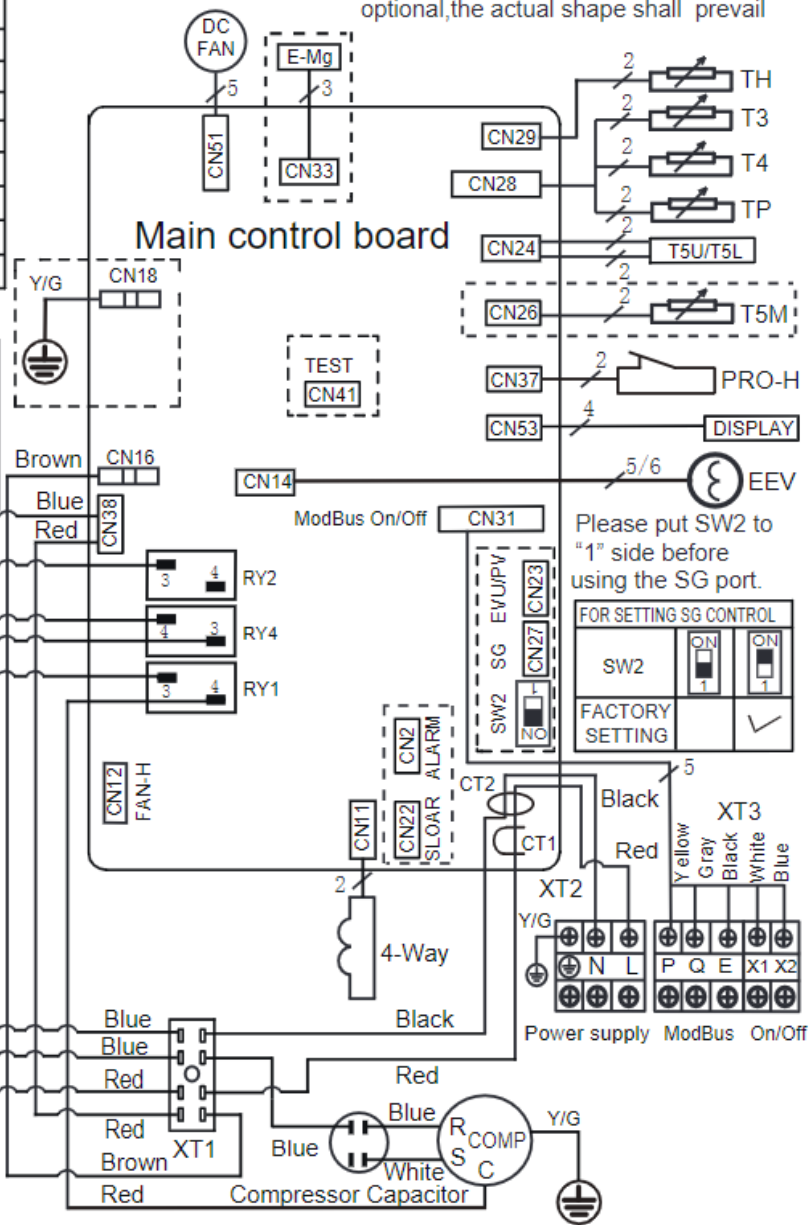 optional,the actual shape shall prevail
DC
FAN
5
E-Mg
3
CN51
CN33
CN29
2
TH
2
T3
CN28
2
T4
2
TP
Main control board
CN24
2
2
T5U/T5L
Y/G
CN18
CN26
2
T5M
TEST
CN41
CN37
2
PRO-H
CN53
4
DISPLAY
Brown
CN16
CN14
5/6
EEV
Blue
Red
CN38
ModBus On/Off
CN31
Please put SW2 to
“1” side before
using the SG port.
3
4
RY2
4
3
RY4
3
4
RY1
EVU/PV
CN23
SG
CN27
SW2
1
ON
FOR SETTING SG CONTROL
SW2
ON
1
ON
1
FACTORY
SETTING
CN12
FAN-H
CN2
ALARM
CN22
SLOAR
CN11
2
4-Way
CT2
CT1
Black
Red
5
XT3
Yellow
Gray
Black
White
Blue
XT2
Y/G
N
L
P
Q
E
X1
X2
Power supply
ModBus
On/Off
Blue
Blue
Red
Red
XT1
Brown
Red
Black
Red
Blue
Blue
White
R
S
C
COMP
Y/G
Compressor Capacitor